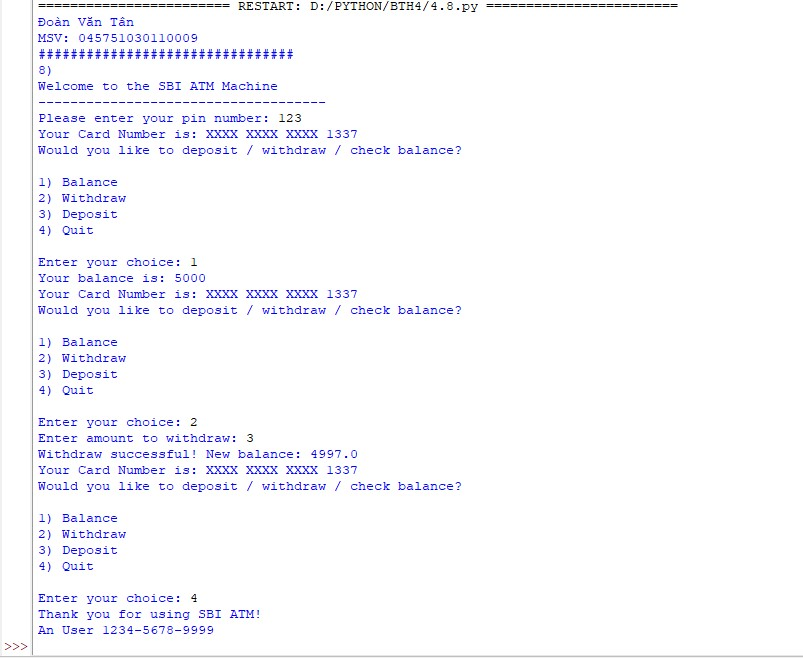 ======================== RESTART: D:/PYTHON/BTH4/4.8.py ========================
Đoàn Văn Tân
MSV: 045751030110009
################################
8)
Welcome to the SBI ATM Machine
------------------------------------
Please enter your pin number: 123
Your Card Number is: XXXX XXXX XXXX 1337
Would you like to deposit / withdraw / check balance?
1) Balance
2) Withdraw
3) Deposit
4) Quit
Enter your choice: 1
Your balance is: 5000
Your Card Number is: XXXX XXXX XXXX 1337
Would you like to deposit / withdraw / check balance?
1) Balance
2) Withdraw
3) Deposit
4) Quit
Enter your choice: 2
Enter amount to withdraw: 3
Withdraw successful! New balance: 4997.0
Your Card Number is: XXXX XXXX XXXX 1337
Would you like to deposit / withdraw / check balance?
1) Balance
2) Withdraw
3) Deposit
4) Quit
Enter your choice: 4
Thank you for using SBI ATM!
An User 1234-5678-9999
>>>